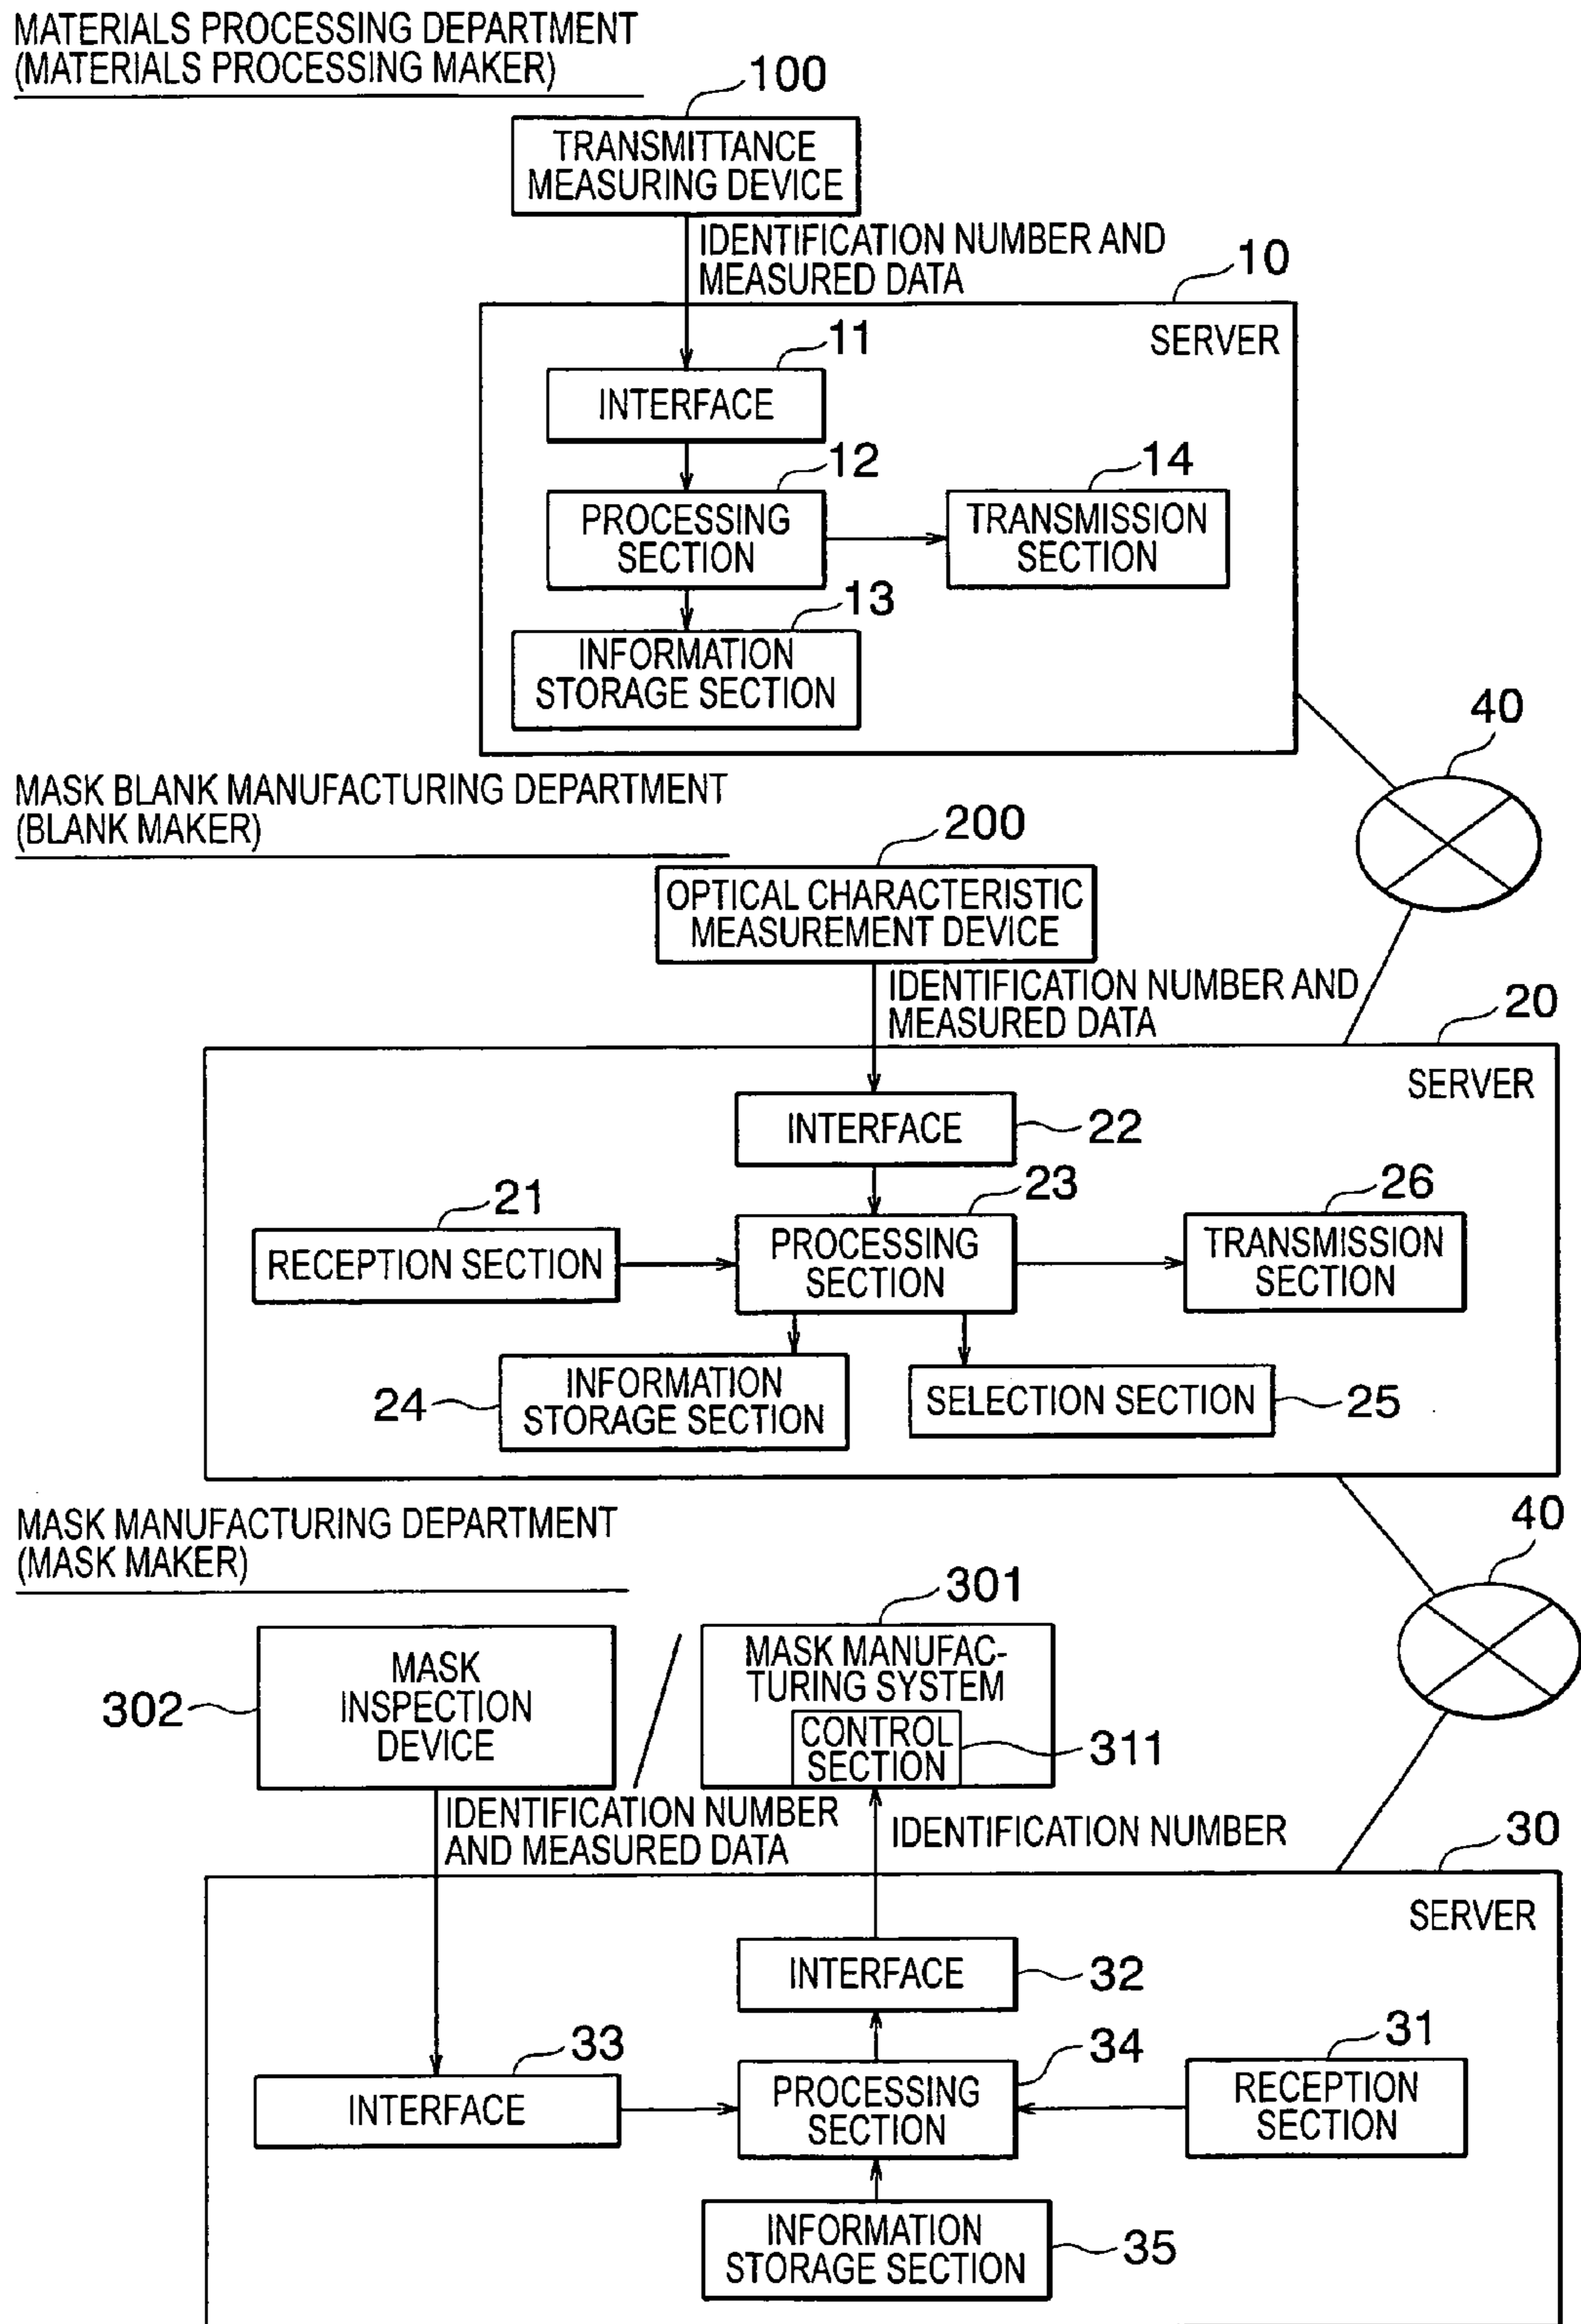 MATERIALS PROCESSING DEPARTMENT
(MATERIALS PROCESSING MAKER)
100
TRANSMITTANCE
MEASURING DEVICE
IDENTIFICATION NUMBER AND
MEASURED DATA
10
SERVER
11
INTERFACE
12
PROCESSING
SECTION
14
TRANSMISSION
SECTION
13
INFORMATION
STORAGE SECTION
40
MASK BLANK MANUFACTURING DEPARTMENT
(BLANK MAKER)
200
OPTICAL CHARACTERISTIC
MEASUREMENT DEVICE
IDENTIFICATION NUMBER AND
MEASURED DATA
20
SERVER
INTERFACE
22
21
RECEPTION SECTION
23
PROCESSING
SECTION
26
TRANSMISSION
SECTION
24
INFORMATION
STORAGE SECTION
SELECTION SECTION
25
40
MASK MANUFACTURING DEPARTMENT
(MASK MAKER)
302
MASK
INSPECTION
DEVICE
301
MASK MANUFAC-
TURING SYSTEM
CONTROL
SECTION
311
IDENTIFICATION NUMBER
AND MEASURED DATA
IDENTIFICATION NUMBER
30
SERVER
INTERFACE
32
33
INTERFACE
34
PROCESSING
SECTION
31
RECEPTION
SECTION
INFORMATION
STORAGE SECTION
35